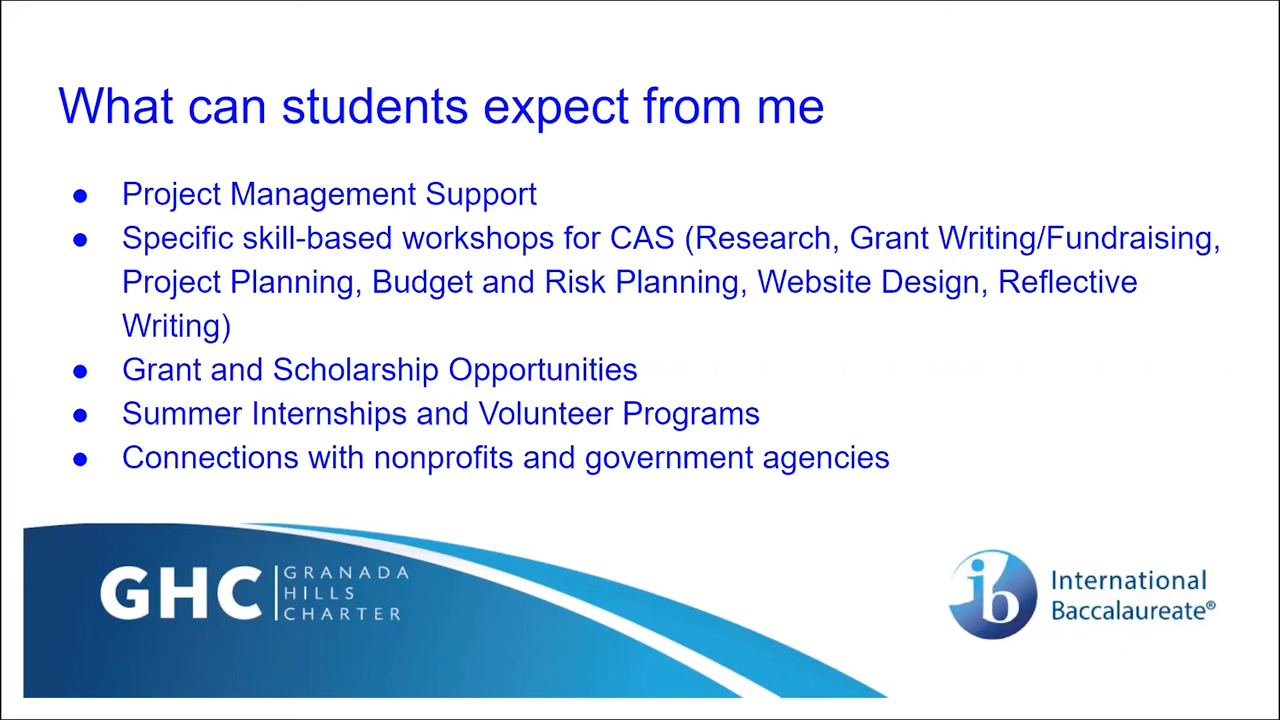 What can students expect from me
● Project Management Support
● Specific skill-based workshops for CAS (Research, Grant Writing/Fundraising,
Project Planning, Budget and Risk Planning, Website Design, Reflective
Writing)
● Grant and Scholarship Opportunities
● Summer Internships and Volunteer Programs
● Connections with nonprofits and government agencies
GHC
GRANADA
HILLS
CHARTER
ib
International
Baccalaureate®